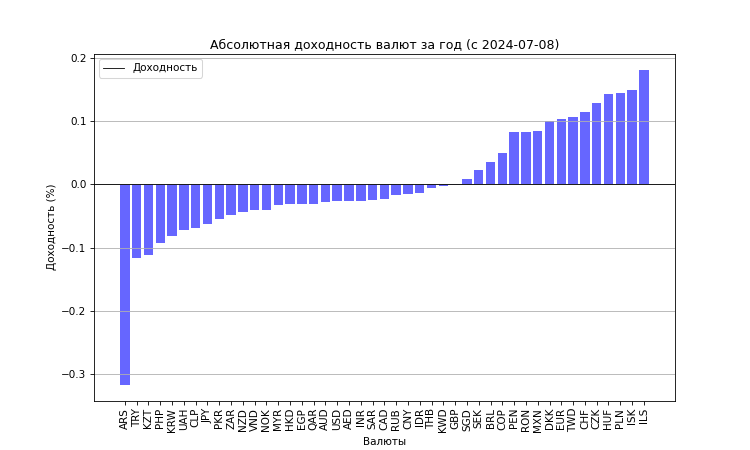 Абсолютная доходность валют за год (с 2024-07-08)
Доходность
Доходность (%)
0.2
0.1
0.0
−0.1
−0.2
−0.3
ARS TRY KZT PHP KRW UAH CLP JPY PKR ZAR NZD VND NOK MYR HKD EGP QAR AUD USD AED INR SAR CAD RUB CNY IDR THB KWD GBP SGD SEK BRL COP PEN RON MXN DKK EUR TWD CHF CZK HUF PLN ISK ILS
Валюты